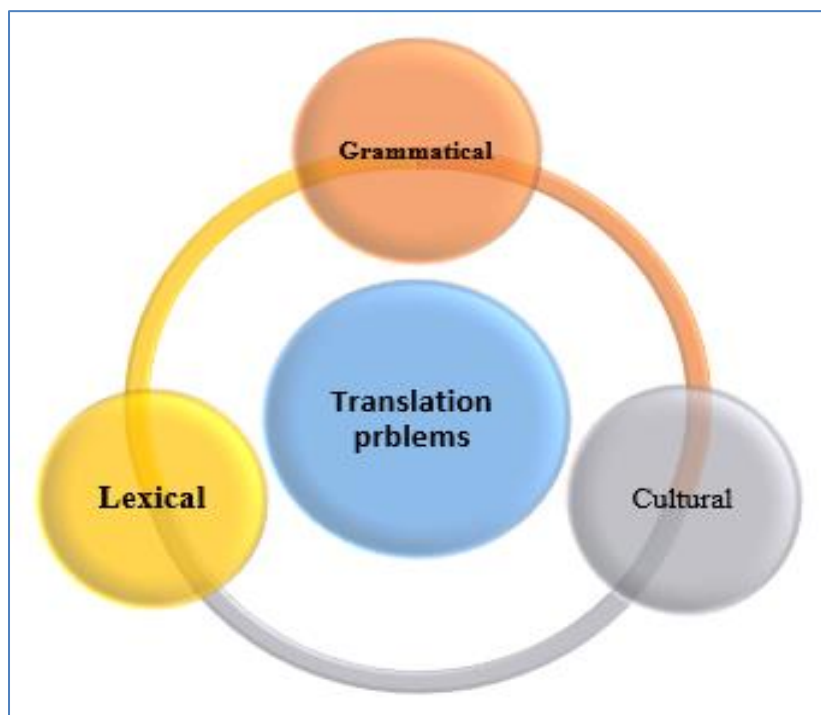 Grammatical
Translation
prblems
Lexical
Cultural